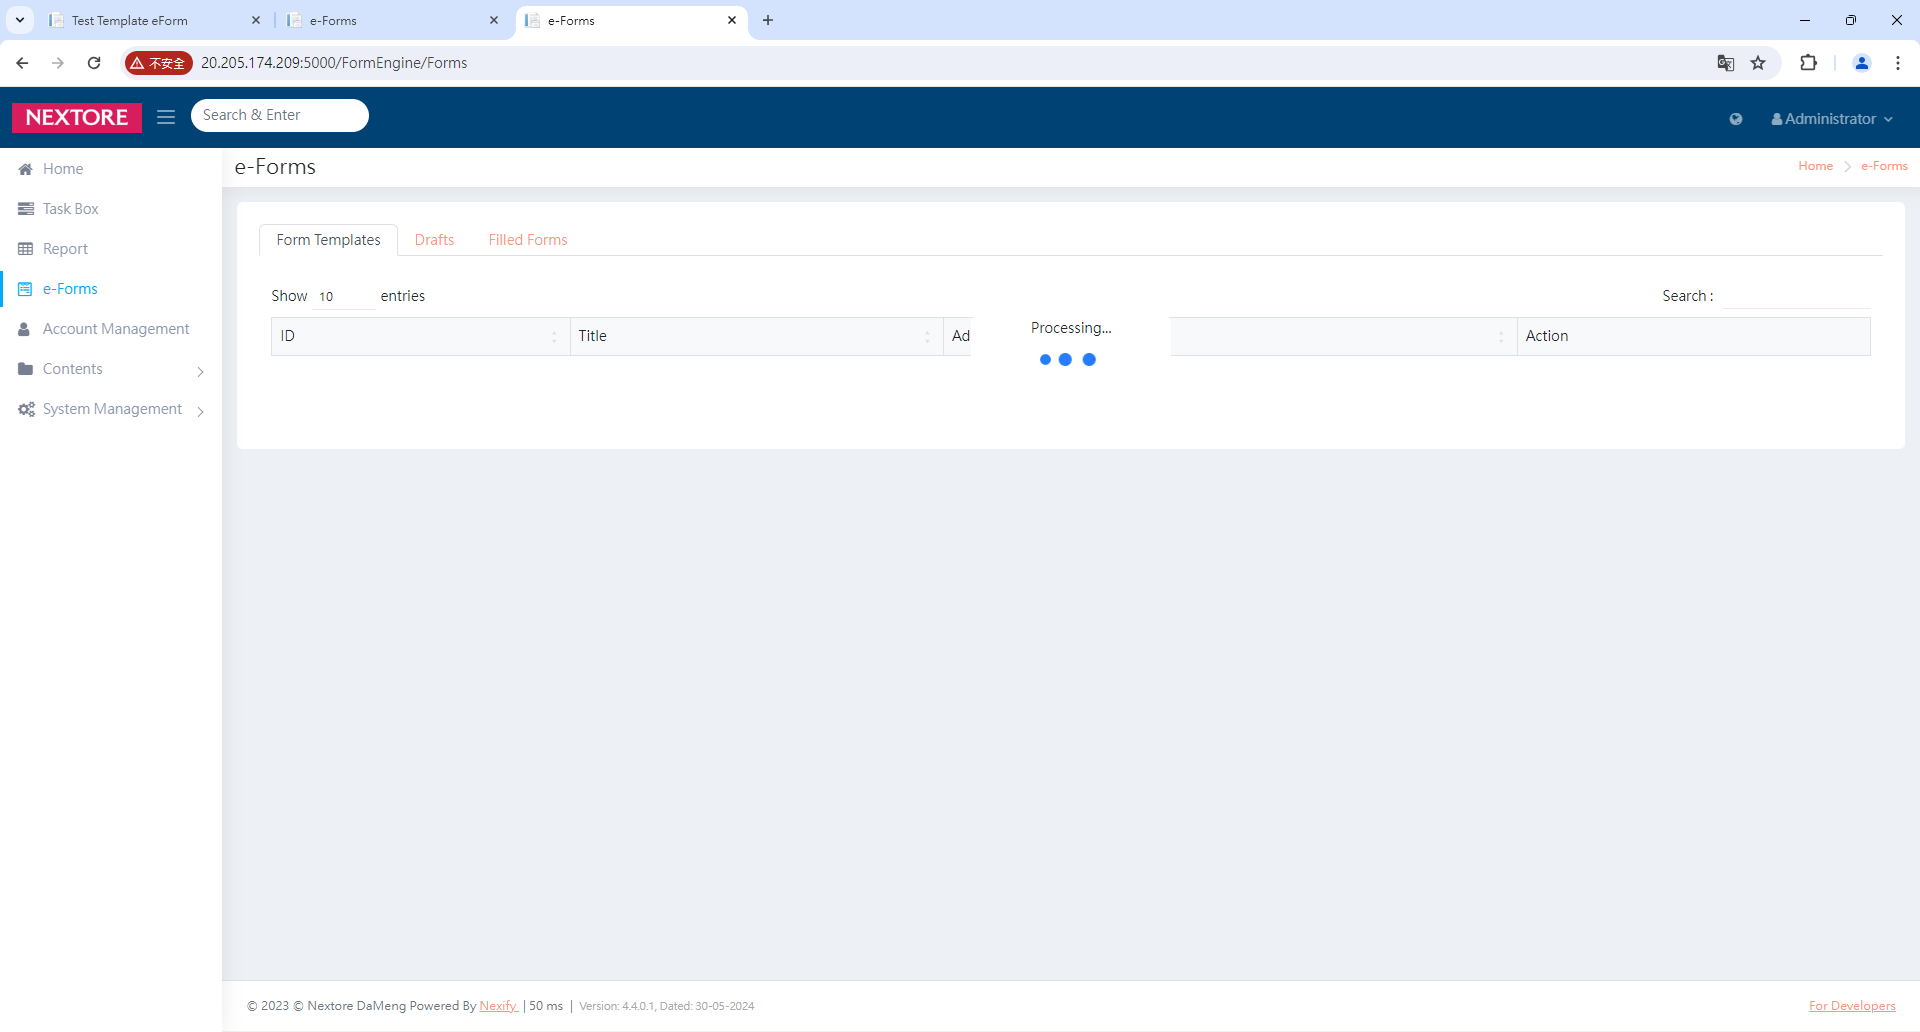 Test Template eForm
e-Forms
e-Forms
不安全
20.205.174.209:5000/FormEngine/Forms
NEXTORE
Search & Enter
Administrator
Home
Task Box
Report
e-Forms
Account Management
Contents
System Management
e-Forms
Home
e-Forms
Form Templates
Drafts
Filled Forms
Show 10 entries
Search :
ID
Title
Ad
Action
Processing...
© 2023 © Nextore DaMeng Powered By Nexify | 50 ms | Version: 4.4.0.1, Dated: 30-05-2024
For Developers